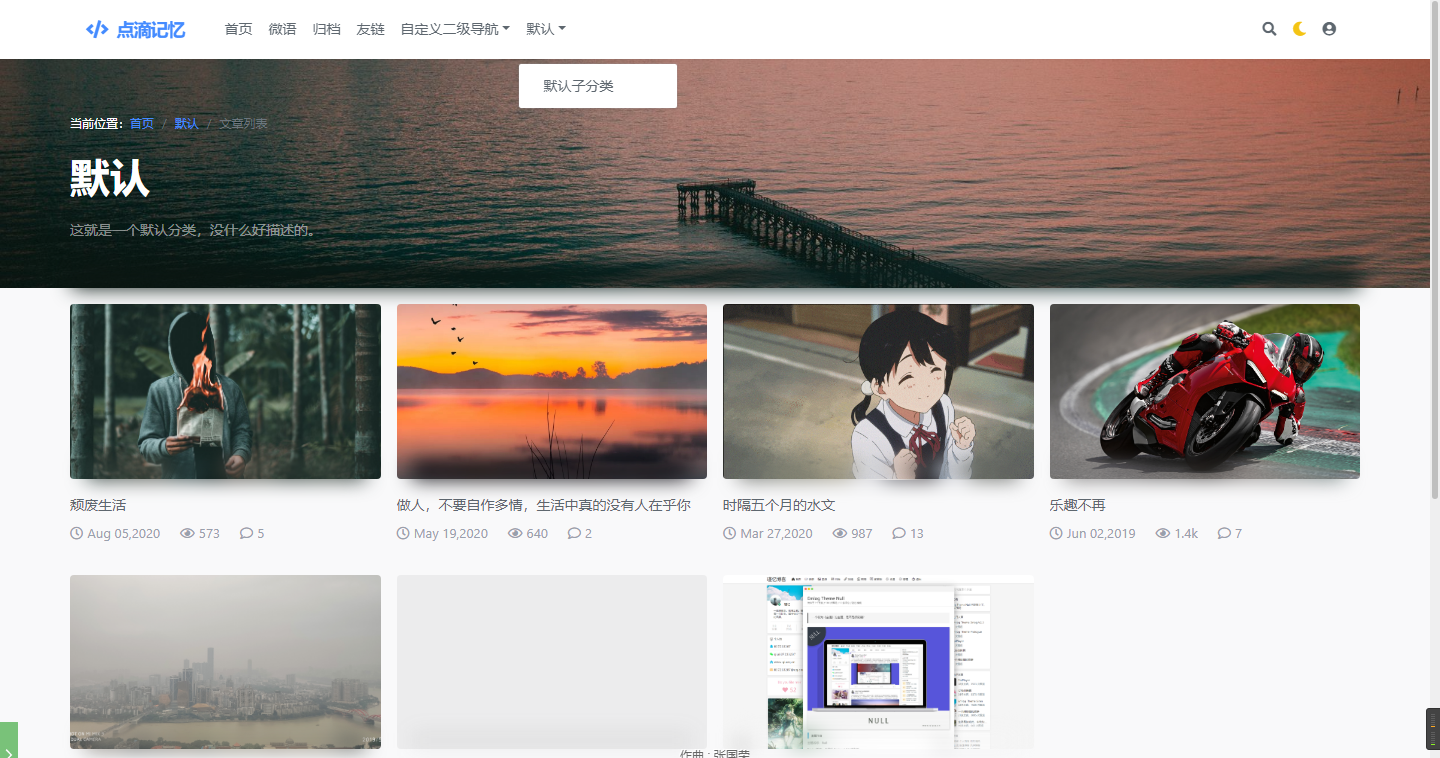 点滴记忆
首页 微语 归档 友链 自定义二级导航 默认
默认子分类
当前位置：首页 / 默认 / 文章列表
默认
这就是一个默认分类，没什么好描述的。
颓废生活
Aug 05,2020 573 5
做人，不要自作多情，生活中真的没有人在乎你
May 19,2020 640 2
时隔五个月的水文
Mar 27,2020 987 13
乐趣不再
Jun 02,2019 1.4k 7
NULL
作曲 : 张国荣